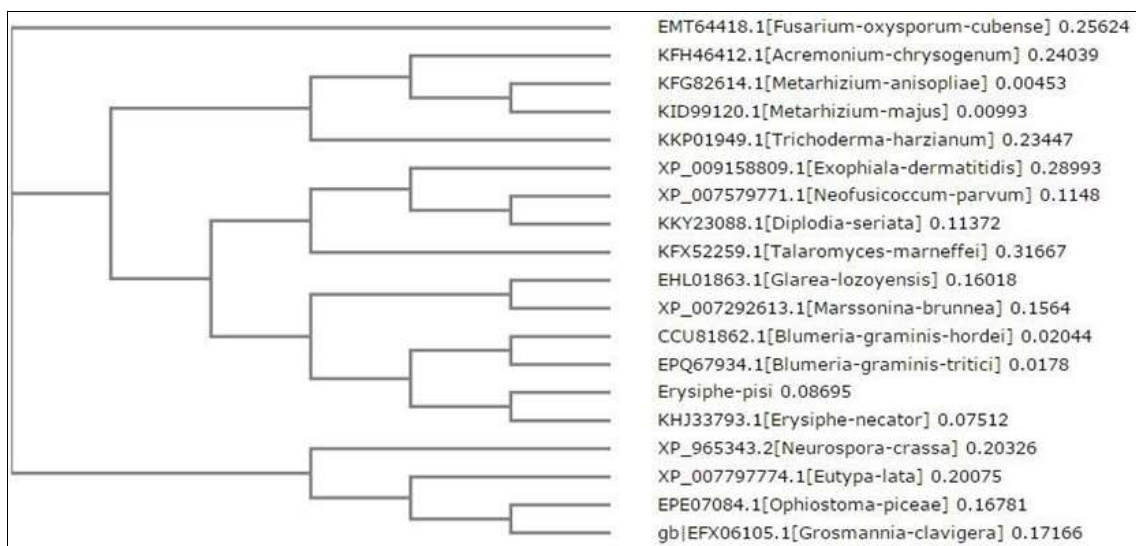 EMT64418.1[Fusarium-oxysporum-cubense] 0.25624
KFH46412.1[Acremonium-chrysogenum] 0.24039
KFG82614.1[Metarhizium-anisopliae] 0.00453
KID99120.1[Metarhizium-majus] 0.00993
KKP01949.1[Trichoderma-harzianum] 0.23447
XP_009158809.1[Exophiala-dermatitidis] 0.28993
XP_007579771.1[Neofusicoccum-parvum] 0.1148
KKY23088.1[Diplodia-seriata] 0.11372
KFX52259.1[Talaromyces-marneffei] 0.31667
EHL01863.1[Glarea-lozoyensis] 0.16018
XP_007292613.1[Marssonina-brunnea] 0.1564
CCU81862.1[Blumeria-graminis-hordei] 0.02044
EPQ67934.1[Blumeria-graminis-tritici] 0.0178
Erysiphe-pisi 0.08695
KHJ33793.1[Erysiphe-necator] 0.07512
XP_965343.2[Neurospora-crassa] 0.20326
XP_007797774.1[Eutypa-lata] 0.20075
EPE07084.1[Ophiostoma-piceae] 0.16781
gb|EFX06105.1[Grosmannia-clavigera] 0.17166